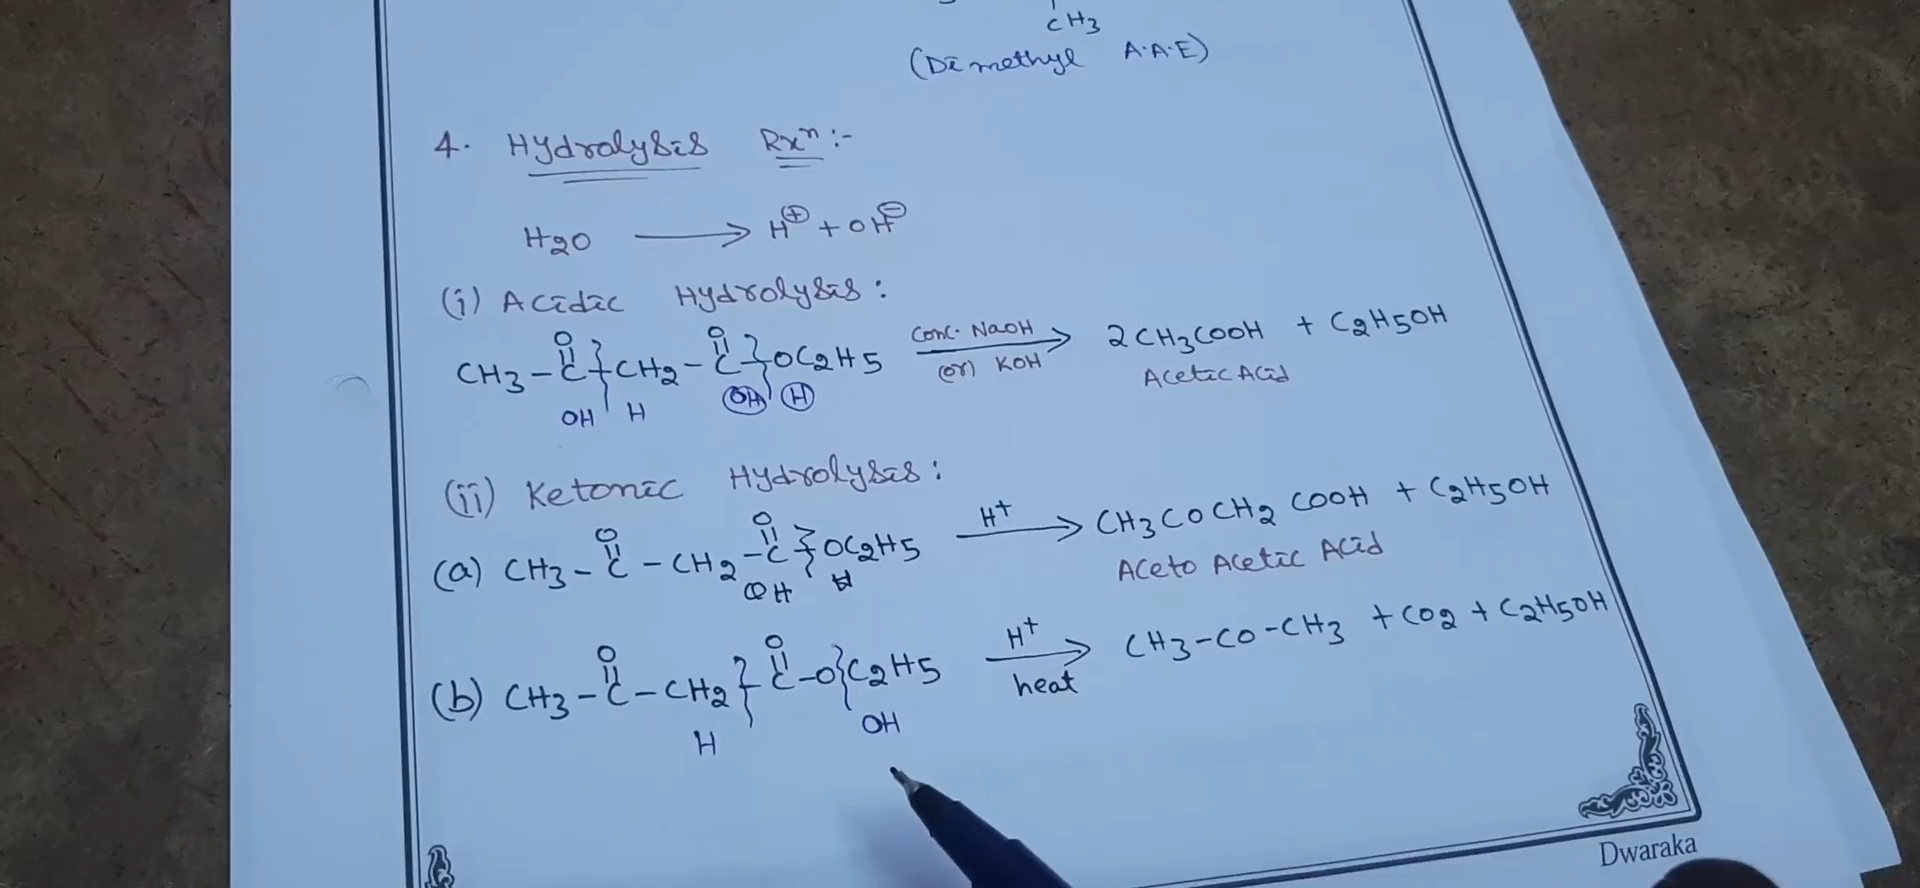 CH3
(Dimethyl A.A.E)
4. Hydrolysis Rxn :-
H2O ⟶ H⊕ + OH⊖
(i) Acidic Hydrolysis :
O O
CH3 – C – CH2 – C – OC2H5 conc. NaOH (or) KOH ⟶ 2CH3COOH + C2H5OH
OH H OH H Acetic Acid
(ii) Ketonic Hydrolysis :
O O
(a) CH3 – C – CH2 – C – OC2H5 H+ ⟶ CH3COCH2COOH + C2H5OH
OH H Aceto Acetic Acid
O O
(b) CH3 – C – CH2 – C – O C2H5 H+ heat ⟶ CH3–CO–CH3 + CO2 + C2H5OH
H OH
Dwaraka